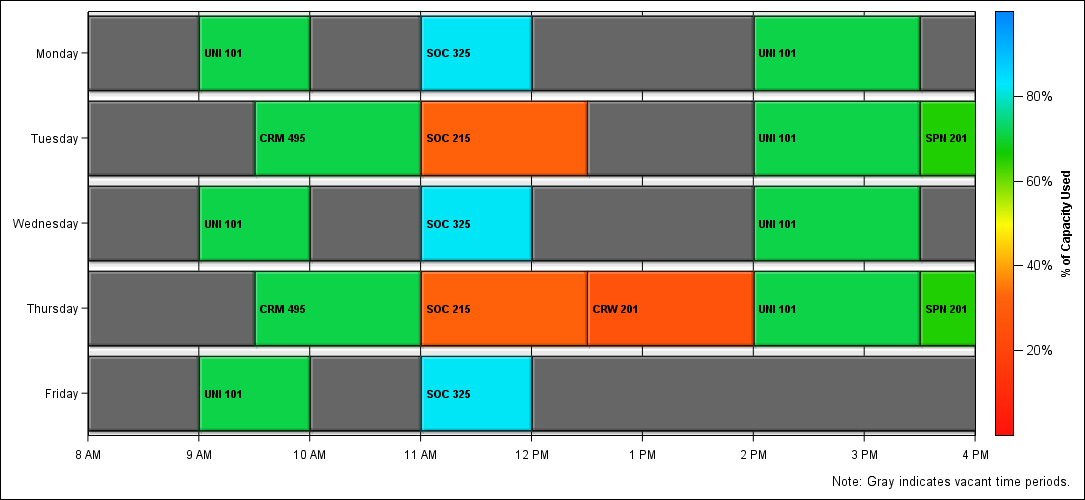 Monday
UNI 101
SOC 325
UNI 101
Tuesday
CRM 495
SOC 215
UNI 101
SPN 201
Wednesday
UNI 101
SOC 325
UNI 101
Thursday
CRM 495
SOC 215
CRW 201
UNI 101
SPN 201
Friday
UNI 101
SOC 325
8 AM
9 AM
10 AM
11 AM
12 PM
1 PM
2 PM
3 PM
4 PM
80%
60%
40%
20%
% of Capacity Used
Note: Gray indicates vacant time periods.